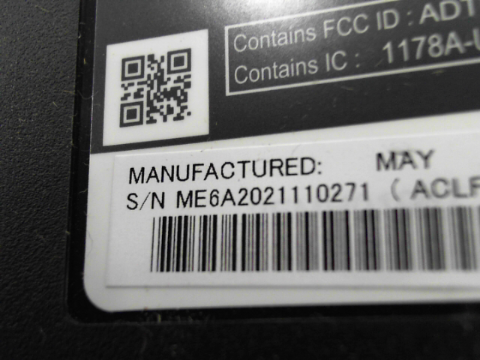 Contains FCC ID : ADT
Contains IC : 1178A-
MANUFACTURED: MAY
S/N ME6A2021110271 ( ACLF